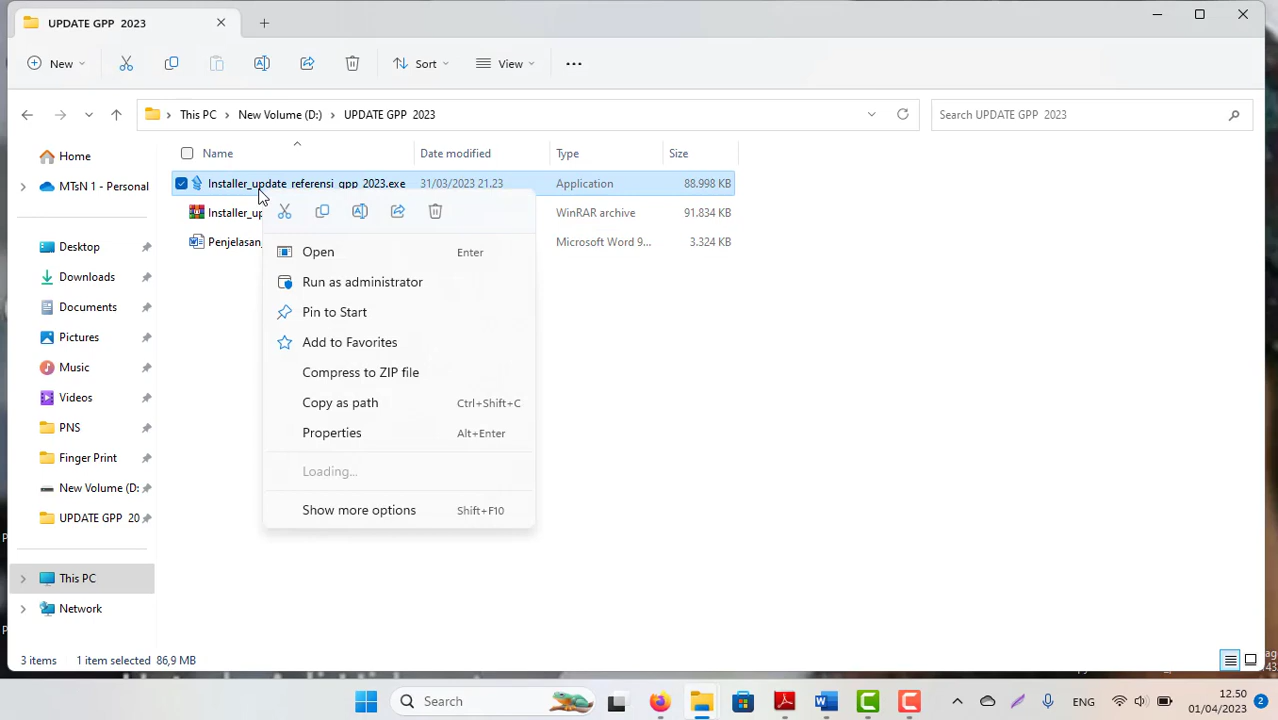 UPDATE GPP  2023
New
Sort
View
This PC
New Volume (D:)
UPDATE GPP  2023
Search UPDATE GPP  2023
Name
Date modified
Type
Size
Home
MTsN 1 - Personal
Desktop
Downloads
Documents
Pictures
Music
Videos
PNS
Finger Print
New Volume (D:
UPDATE GPP  20
This PC
Network
Installer_update_referensi_gpp_2023.exe 31/03/2023 21.23 Application 88.998 KB
Installer_up WinRAR archive 91.834 KB
Penjelasan_ Microsoft Word 9... 3.324 KB
Open Enter
Run as administrator
Pin to Start
Add to Favorites
Compress to ZIP file
Copy as path Ctrl+Shift+C
Properties Alt+Enter
Loading...
Show more options Shift+F10
3 items 1 item selected 86,9 MB
Search
ENG
12.50
01/04/2023
2